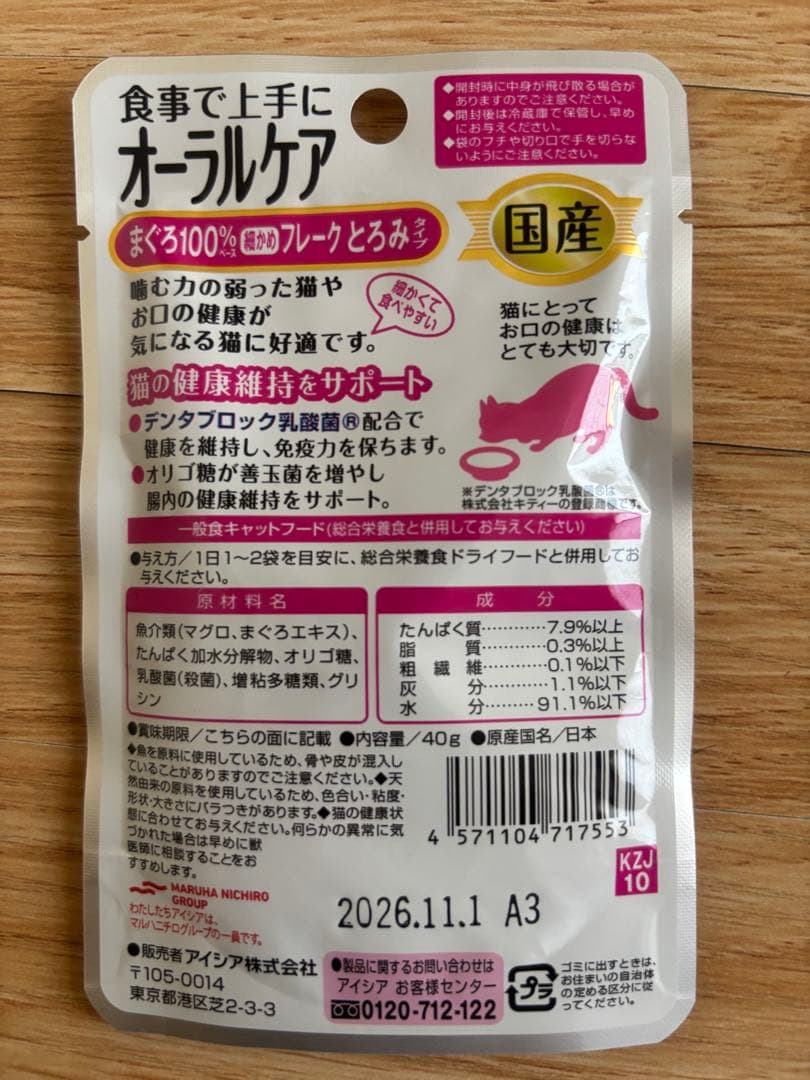 食事で上手に
オーラルケア
◆開封時に中身が飛び散る場合が
ありますのでご注意ください。
◆開封後は冷蔵庫で保管し、早め
にお与えください。
◆袋のフチや切り口で手を切らな
いようにご注意ください。
まぐろ100%ベース 細かめ フレーク とろみタイプ
国産
噛む力の弱った猫や
お口の健康が
気になる猫に好適です。
細かくて
食べやすい
猫にとって
お口の健康は
とても大切です。
猫の健康維持をサポート
●デンタブロック乳酸菌®配合で
健康を維持し、免疫力を保ちます。
●オリゴ糖が善玉菌を増やし
腸内の健康維持をサポート。
※デンタブロック乳酸菌®は
株式会社キティーの登録商標です。
一般食キャットフード(総合栄養食と併用してお与えください)
●与え方/1日1〜2袋を目安に、総合栄養食ドライフードと併用してお
与えください。
原材料名
魚介類(マグロ、まぐろエキス)、
たんぱく加水分解物、オリゴ糖、
乳酸菌(殺菌)、増粘多糖類、グリ
シン
成分
たんぱく質…………7.9%以上
脂質…………0.3%以上
粗繊維…………0.1%以下
灰分…………1.1%以下
水分…………91.1%以下
●賞味期限/こちらの面に記載 ●内容量/40g ●原産国名/日本
◆魚を原料に使用しているため、骨や皮が混入し
ていることがありますのでご注意ください。◆天
然由来の原料を使用しているため、色合い・粘度・
形状・大きさにバラつきがあります。◆猫の健康状
態に合わせてお与えください。何らかの異常に気
づかれた場合は早めに獣
医師に相談することをお
すすめします。
4 571104 717553
KZJ
10
MARUHA NICHIRO
GROUP
わたしたちアイシアは、
マルハニチログループの一員です。
2026.11.1 A3
●販売者 アイシア株式会社
〒105-0014
東京都港区芝2-3-3
●製品に関するお問い合わせは
アイシア お客様センター
0120-712-122
プラ
ゴミに出すときは、
お住まいの自治体
の定める区分に従
ってください。